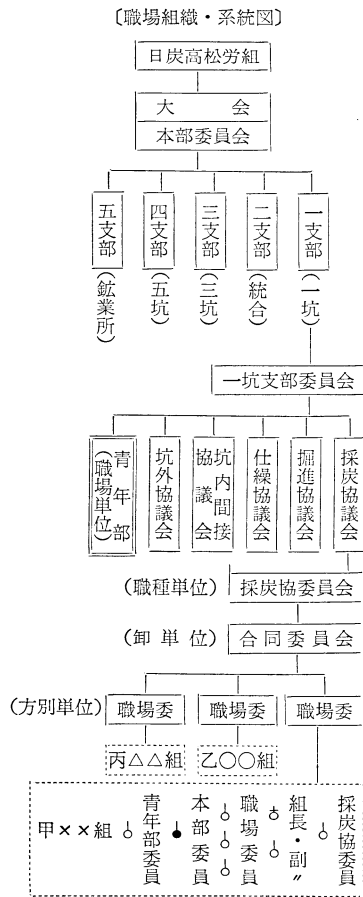 〔職場組織・系統図〕
日炭高松労組
大会
本部委員会
一支部(一坑)
二支部(統合)
三支部(三坑)
四支部(五坑)
五支部(鉱業所)
一坑支部委員会
採炭協議会
掘進協議会
仕繰協議会
坑内間接協議会
坑外協議会
青年部(職場単位)
(職種単位)
採炭協委員会
(卸単位)
合同委員会
(方別単位)
職場委
職場委
職場委
丙△△組
乙〇〇組
採炭協委員
組長・副〃
職場委員
本部委員
青年部委員
甲××組